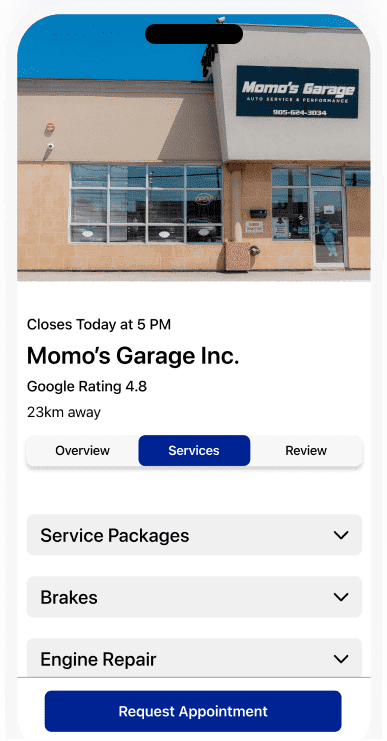 Momo's Garage
AUTO SERVICE & PERFORMANCE
905-624-3034
Closes Today at 5 PM
Momo’s Garage Inc.
Google Rating 4.8
23km away
Overview
Services
Review
Service Packages
Brakes
Engine Repair
Request Appointment